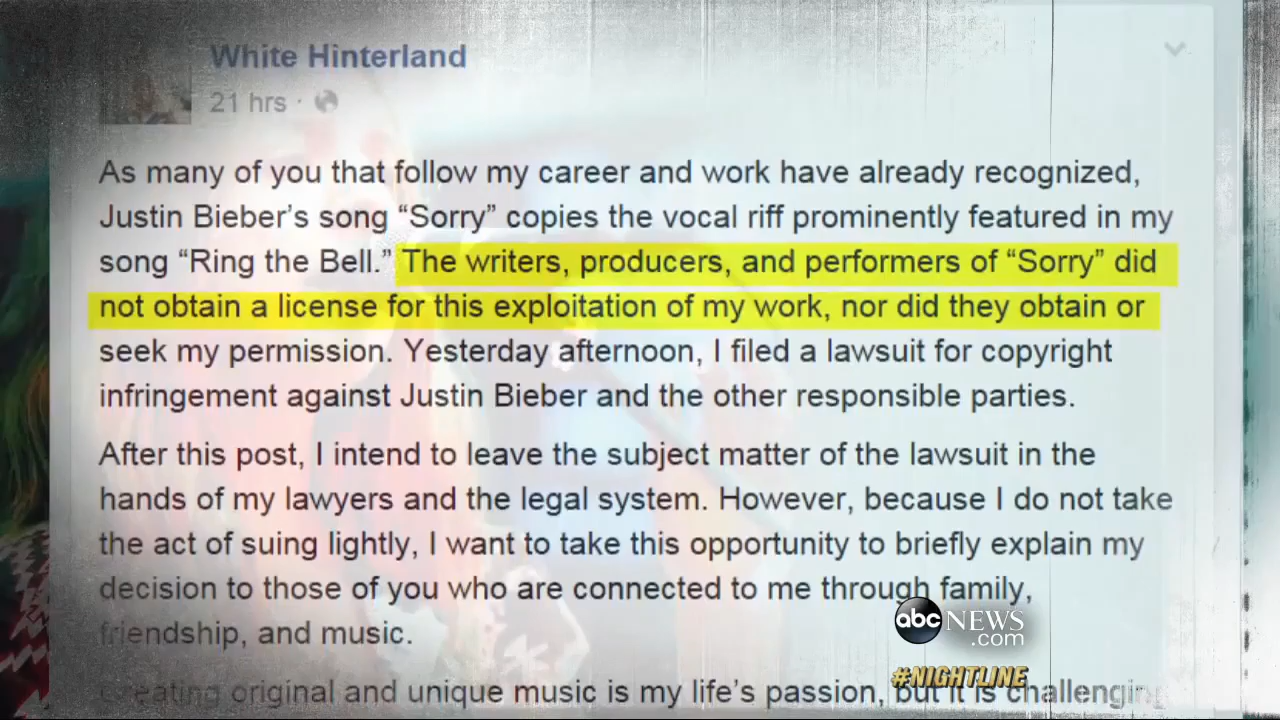 White Hinterland
21 hrs ·
As many of you that follow my career and work have already recognized,
Justin Bieber’s song “Sorry” copies the vocal riff prominently featured in my
song “Ring the Bell.” The writers, producers, and performers of “Sorry” did
not obtain a license for this exploitation of my work, nor did they obtain or
seek my permission. Yesterday afternoon, I filed a lawsuit for copyright
infringement against Justin Bieber and the other responsible parties.
After this post, I intend to leave the subject matter of the lawsuit in the
hands of my lawyers and the legal system. However, because I do not take
the act of suing lightly, I want to take this opportunity to briefly explain my
decision to those of you who are connected to me through family,
friendship, and music.
Creating original and unique music is my life’s passion, but it is challenging
abc NEWS
.com
#NIGHTLINE